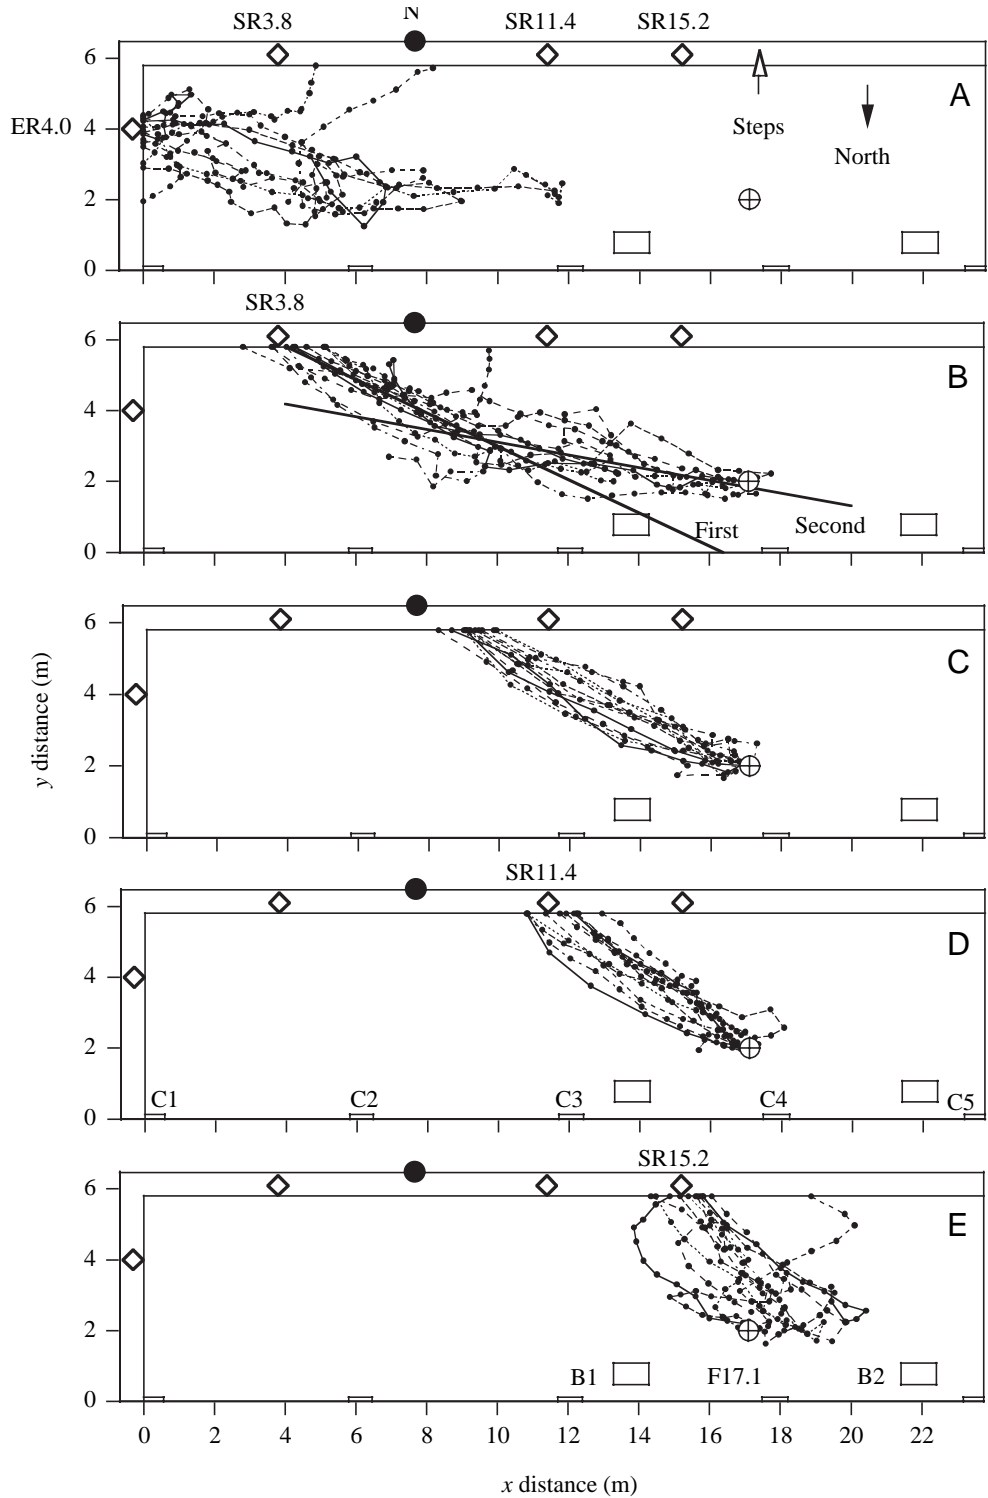 N
SR3.8 SR11.4 SR15.2
6
A
ER4.0 4
Steps
North
2
0
SR3.8
6
B
4
2
First Second
0
6
C
4
2
0
y distance (m)
SR11.4
6
D
4
2
C1 C2 C3 C4 C5
0
SR15.2
6
E
4
2
B1 F17.1 B2
0
0 2 4 6 8 10 12 14 16 18 20 22
x distance (m)